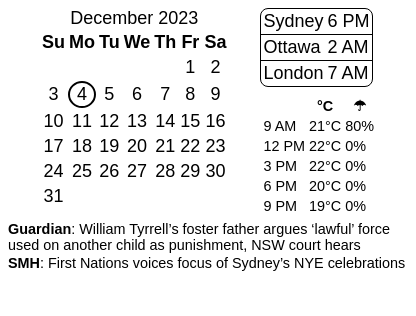 December 2023
Su Mo Tu We Th Fr Sa
1 2
3 4 5 6 7 8 9
10 11 12 13 14 15 16
17 18 19 20 21 22 23
24 25 26 27 28 29 30
31
Sydney 6 PM
Ottawa 2 AM
London 7 AM
°C ☂
9 AM 21°C 80%
12 PM 22°C 0%
3 PM 22°C 0%
6 PM 20°C 0%
9 PM 19°C 0%
Guardian: William Tyrrell’s foster father argues ‘lawful’ force
used on another child as punishment, NSW court hears
SMH: First Nations voices focus of Sydney’s NYE celebrations